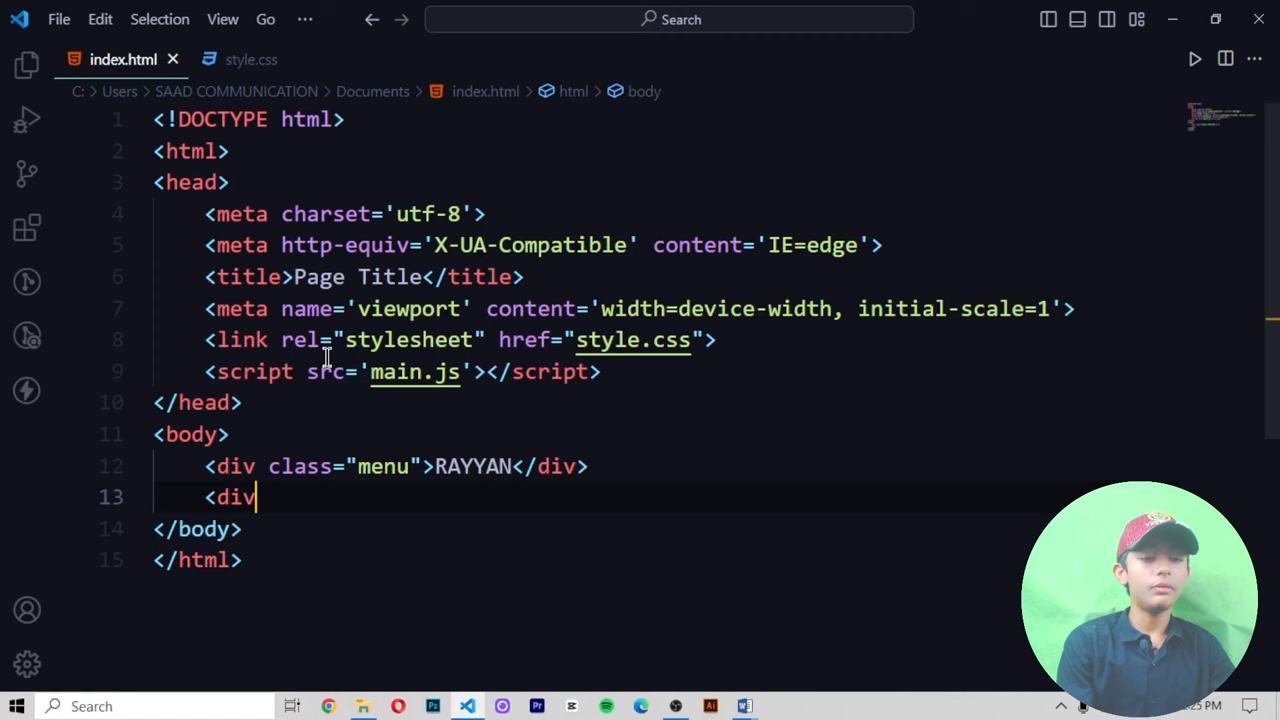 File Edit Selection View Go ··· Search
index.html style.css
C: > Users > SAAD COMMUNICATION > Documents > index.html > html > body
1 <!DOCTYPE html>
2 <html>
3 <head>
4 <meta charset='utf-8'>
5 <meta http-equiv='X-UA-Compatible' content='IE=edge'>
6 <title>Page Title</title>
7 <meta name='viewport' content='width=device-width, initial-scale=1'>
8 <link rel="stylesheet" href="style.css">
9 <script src='main.js'></script>
10 </head>
11 <body>
12 <div class="menu">RAYYAN</div>
13 <div
14 </body>
15 </html>
Search